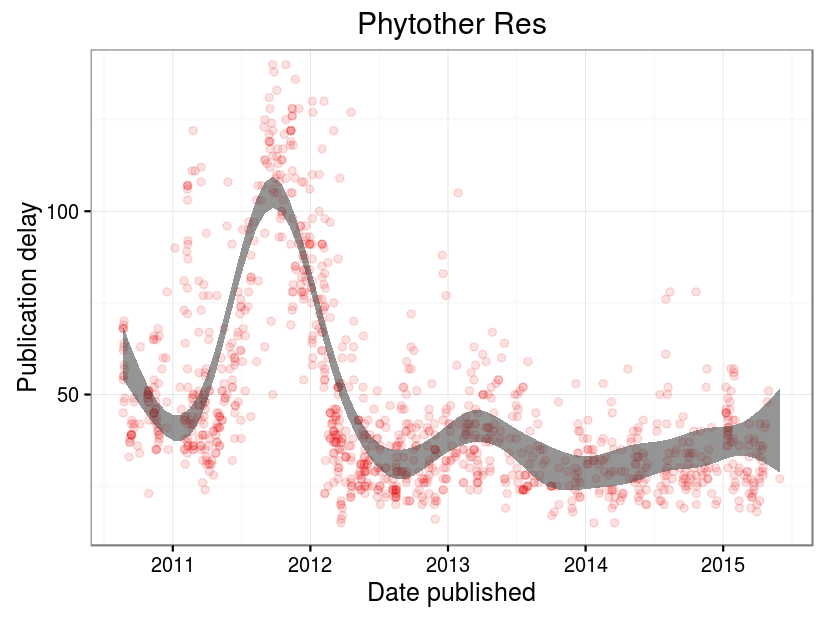 Phytother Res
Publication delay
100
50
2011 2012 2013 2014 2015
Date published